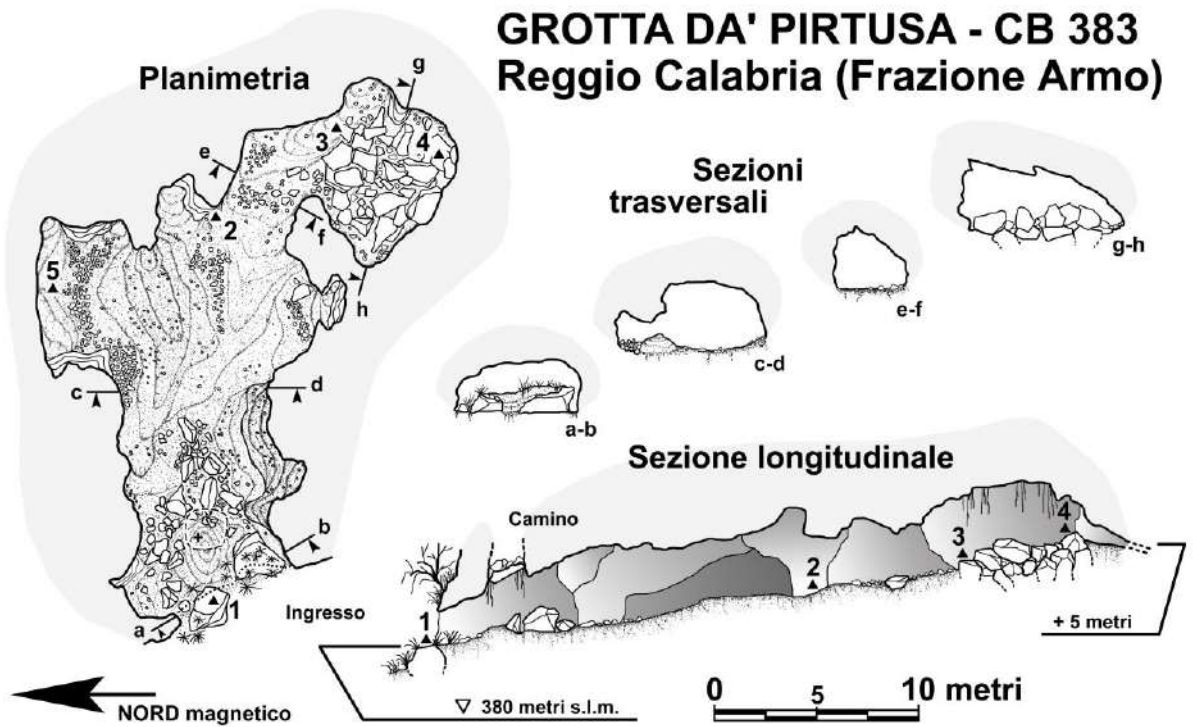 GROTTA DA' PIRTUSA - CB 383
Reggio Calabria (Frazione Armo)
Planimetria
g
3
4
e
2
f
h
5
c
d
b
1
a
Ingresso
NORD magnetico
Sezioni
trasversali
g-h
e-f
c-d
a-b
Sezione longitudinale
Camino
1
2
3
4
+ 5 metri
380 metri s.l.m.
0
5
10 metri